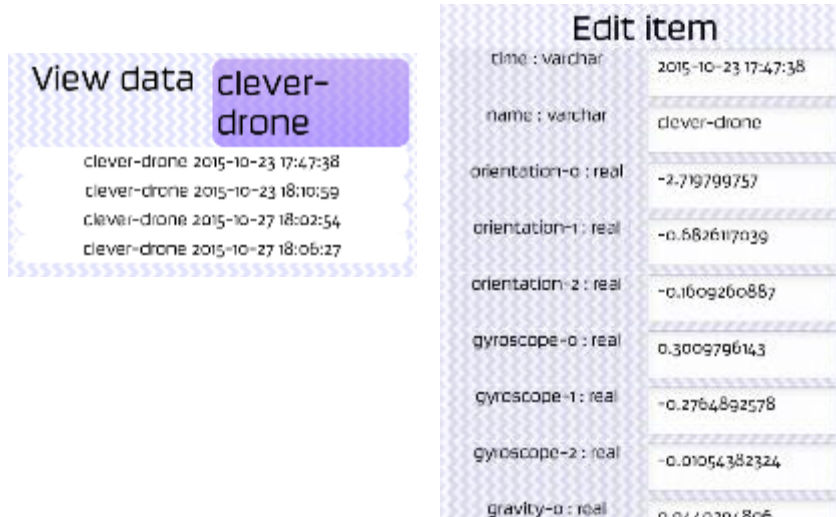 View data
clever-
drone
clever-drone 2015-10-23 17:47:38
clever-drone 2015-10-23 18:10:59
clever-drone 2015-10-27 18:02:54
clever-drone 2015-10-27 18:06:27
Edit item
time : varchar 2015-10-23 17:47:38
name : varchar clever-drone
orientation-0 : real -2.719799757
orientation-1 : real -0.6826117039
orientation-2 : real -0.1609260887
gyroscope-0 : real 0.3009796143
gyroscope-1 : real -0.2764892578
gyroscope-2 : real -0.01054382324
gravity-0 : real